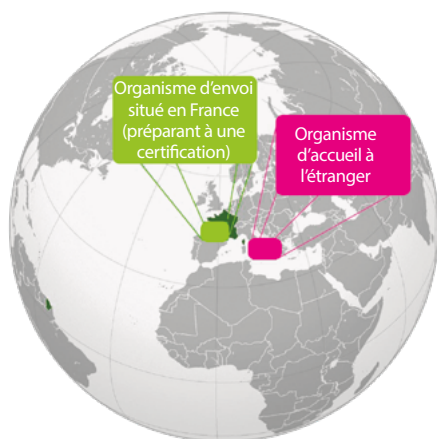 Organisme d’envoi
situé en France
(préparant à une
certification)
Organisme
d’accueil à
l’étranger